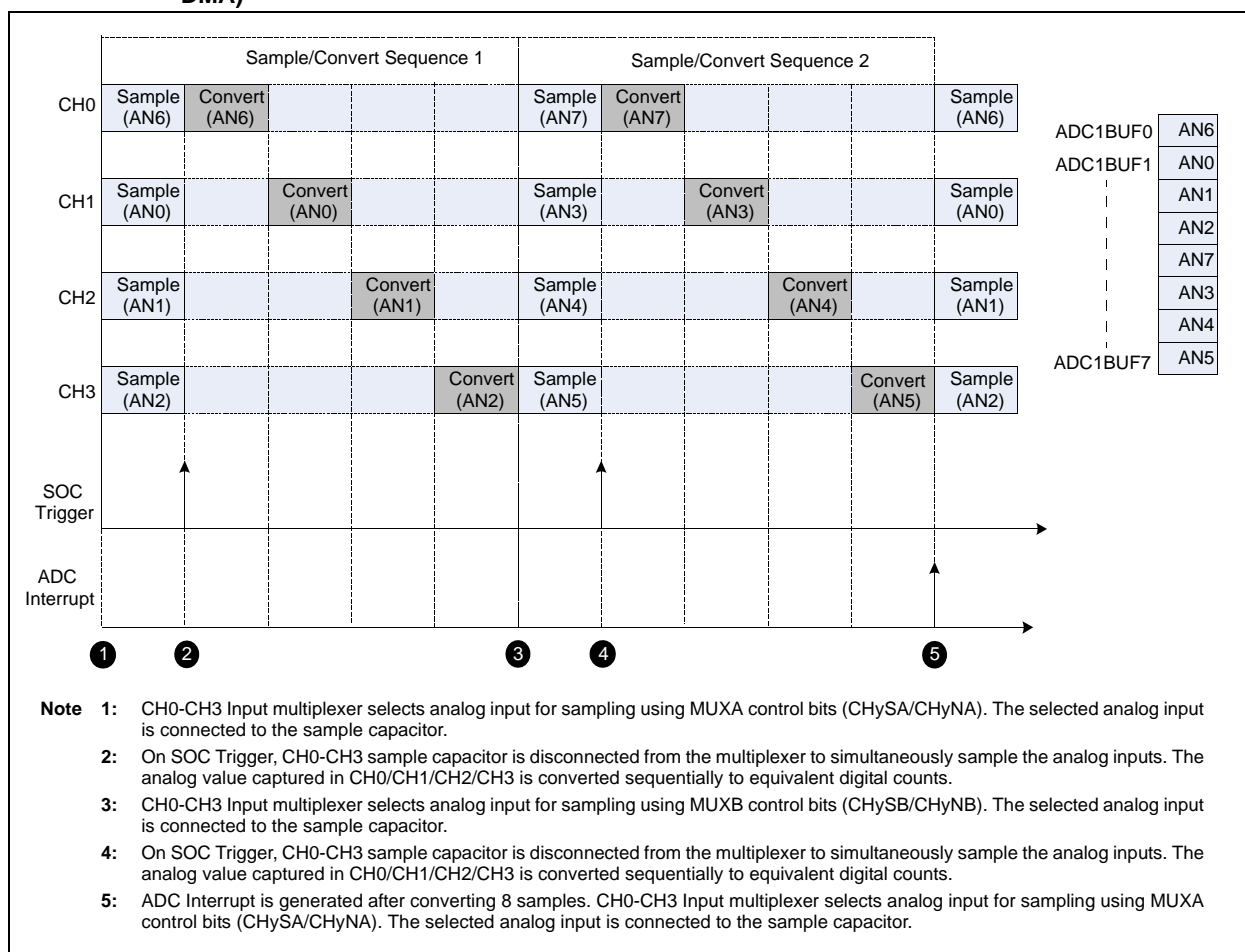 DMA)
Sample/Convert Sequence 1
Sample/Convert Sequence 2
CH0
Sample (AN6)
Convert (AN6)
Sample (AN7)
Convert (AN7)
Sample (AN6)
CH1
Sample (AN0)
Convert (AN0)
Sample (AN3)
Convert (AN3)
Sample (AN0)
CH2
Sample (AN1)
Convert (AN1)
Sample (AN4)
Convert (AN4)
Sample (AN1)
CH3
Sample (AN2)
Convert (AN2)
Sample (AN5)
Convert (AN5)
Sample (AN2)
ADC1BUF0 AN6
ADC1BUF1 AN0
AN1
AN2
AN7
AN3
AN4
ADC1BUF7 AN5
SOC
Trigger
ADC
Interrupt
1 2 3 4 5
Note 1: CH0-CH3 Input multiplexer selects analog input for sampling using MUXA control bits (CHySA/CHyNA). The selected analog input
is connected to the sample capacitor.
2: On SOC Trigger, CH0-CH3 sample capacitor is disconnected from the multiplexer to simultaneously sample the analog inputs. The
analog value captured in CH0/CH1/CH2/CH3 is converted sequentially to equivalent digital counts.
3: CH0-CH3 Input multiplexer selects analog input for sampling using MUXB control bits (CHySB/CHyNB). The selected analog input
is connected to the sample capacitor.
4: On SOC Trigger, CH0-CH3 sample capacitor is disconnected from the multiplexer to simultaneously sample the analog inputs. The
analog value captured in CH0/CH1/CH2/CH3 is converted sequentially to equivalent digital counts.
5: ADC Interrupt is generated after converting 8 samples. CH0-CH3 Input multiplexer selects analog input for sampling using MUXA
control bits (CHySA/CHyNA). The selected analog input is connected to the sample capacitor.